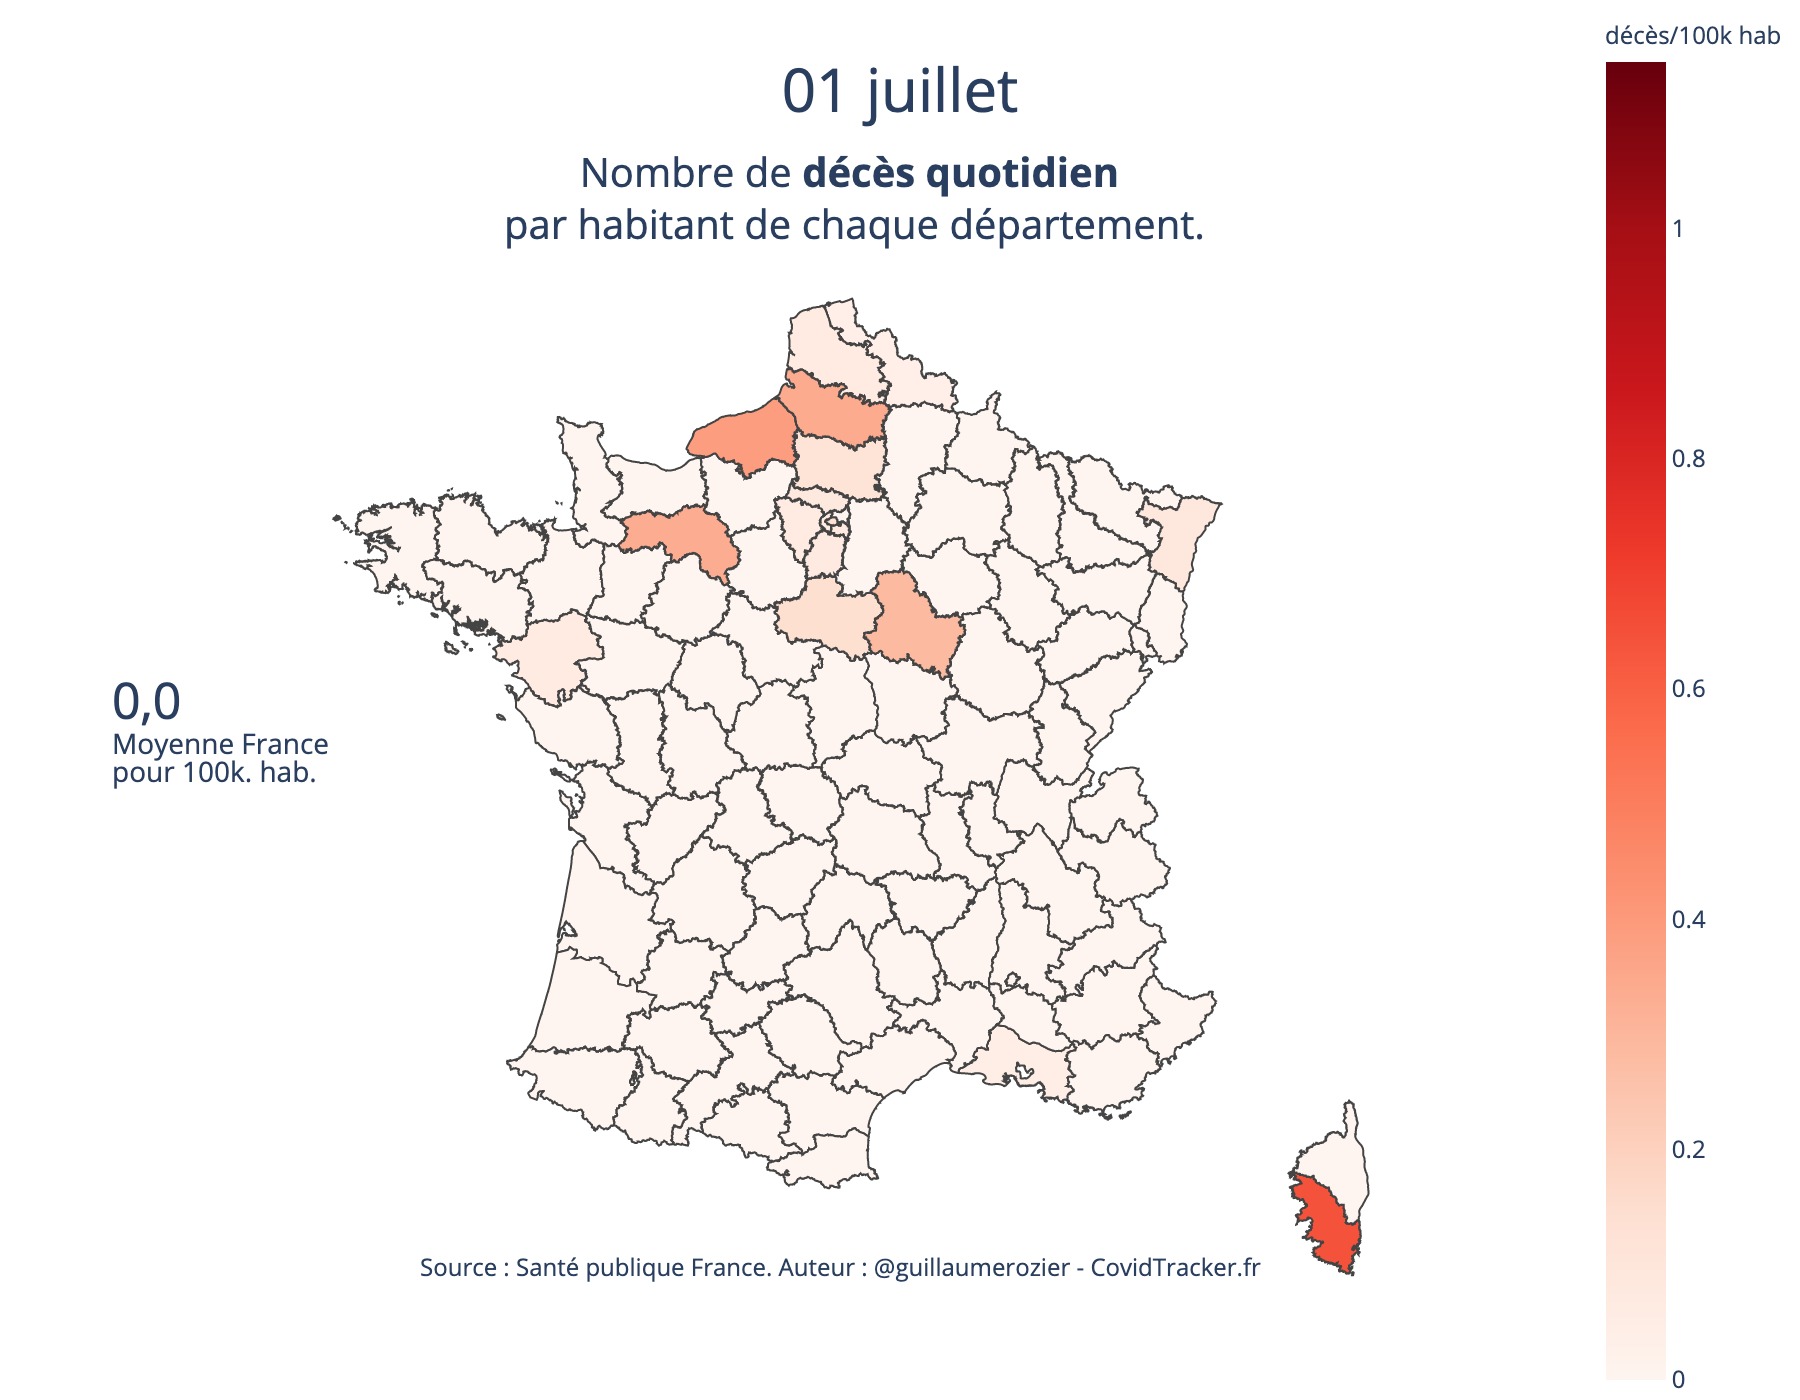 décès/100k hab
01 juillet
Nombre de décès quotidien
par habitant de chaque département.
1
0.8
0.6
0.4
0.2
0
0,0
Moyenne France
pour 100k. hab.
Source : Santé publique France. Auteur : @guillaumerozier - CovidTracker.fr